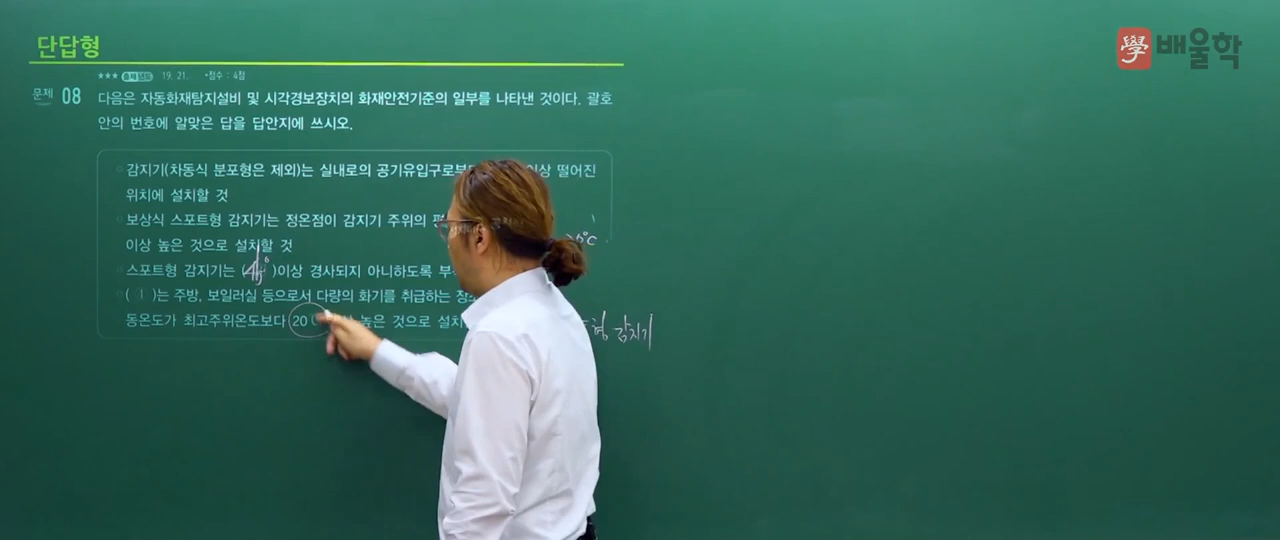 단답형
學 배울학
★★★ 19. 21. •점수 : 4점
문제 08 다음은 자동화재탐지설비 및 시각경보장치의 화재안전기준의 일부를 나타낸 것이다. 괄호
안의 번호에 알맞은 답을 답안지에 쓰시오.
○ 감지기(차동식 분포형은 제외)는 실내로의 공기유입구로부 이상 떨어진
위치에 설치할 것
○ 보상식 스포트형 감지기는 정온점이 감지기 주위의
이상 높은 것으로 설치할 것
○ 스포트형 감지기는 ( )이상 경사되지 아니하도록 부
○ ( )는 주방, 보일러실 등으로서 다량의 화기를 취급하는
동온도가 최고주위온도보다 20 높은 것으로 설치
형 감지기